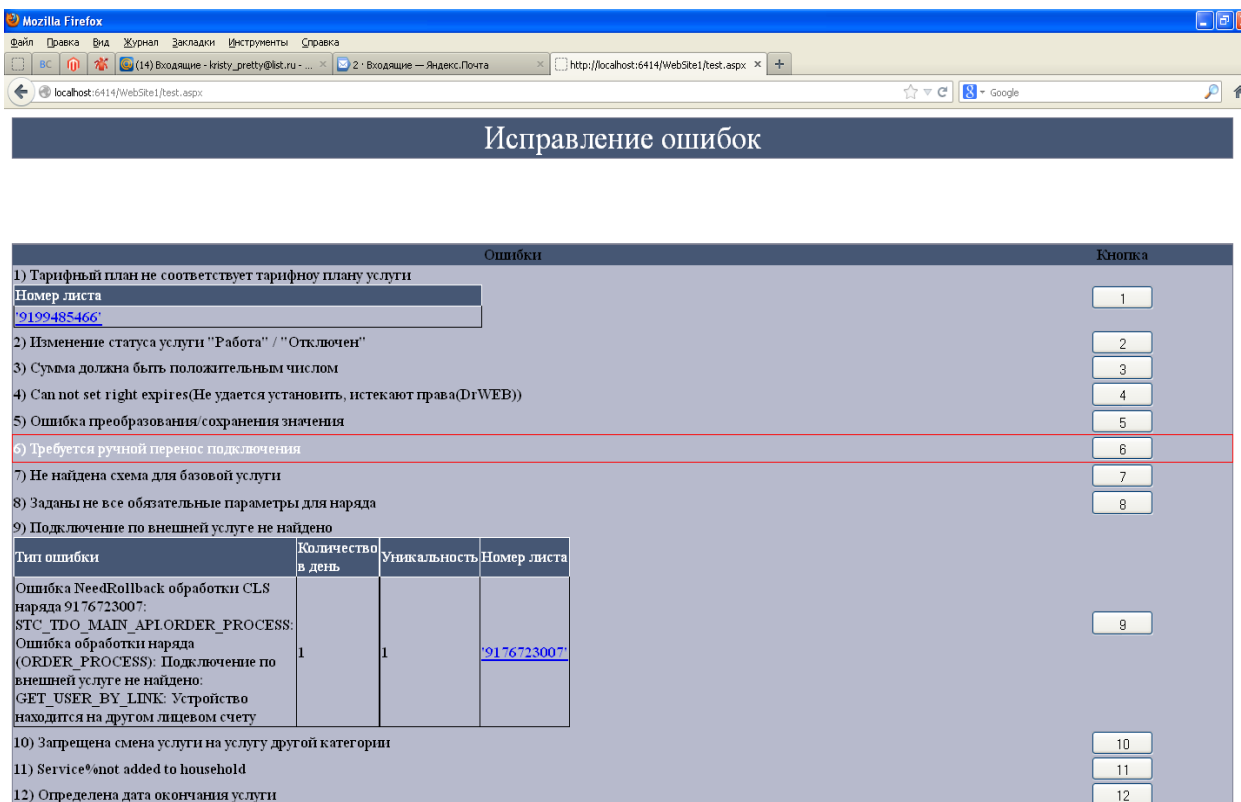 Mozilla Firefox
Файл Правка Вид Журнал Закладки Инструменты Справка
BC (14) Входящие - kristy_pretty@list.ru - ... × 2 · Входящие — Яндекс.Почта × http://localhost:6414/WebSite1/test.aspx × +
localhost:6414/WebSite1/test.aspx Google
Исправление ошибок
Ошибки Кнопка
1) Тарифный план не соответствует тарифноу плану услуги
Номер листа
'9199485466'
1
2) Изменение статуса услуги "Работа" / "Отключен" 2
3) Сумма должна быть положительным числом 3
4) Can not set right expires(Не удается установить, истекают права(DrWEB)) 4
5) Ошибка преобразования/сохранения значения 5
6) Требуется ручной перенос подключения 6
7) Не найдена схема для базовой услуги 7
8) Заданы не все обязательные параметры для наряда 8
9) Подключение по внешней услуге не найдено
Тип ошибки Количество в день Уникальность Номер листа
Ошибка NeedRollback обработки CLS
наряда 9176723007:
STC_TDO_MAIN_API.ORDER_PROCESS:
Ошибка обработки наряда
(ORDER_PROCESS): Подключение по
внешней услуге не найдено:
GET_USER_BY_LINK: Устройство
находится на другом лицевом счету
1 1 '9176723007'
9
10) Запрещена смена услуги на услугу другой категории 10
11) Service%not added to household 11
12) Определена дата окончания услуги 12